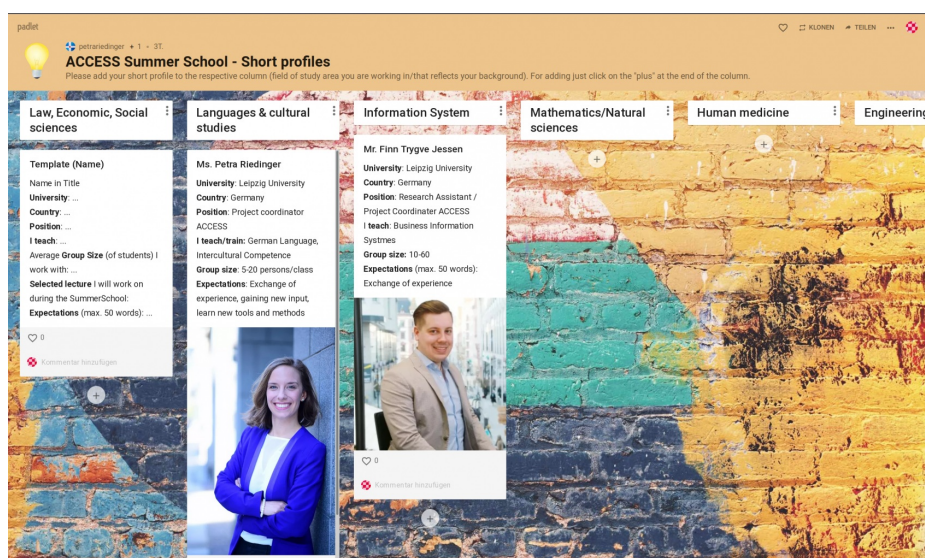 padlet
KLONEN
TEILEN
petrariedinger + 1 • 3T.
ACCESS Summer School - Short profiles
Please add your short profile to the respective column (field of study area you are working in/that reflects your background). For adding just click on the "plus" at the end of the column.
Law, Economic, Social
sciences
Template (Name)
Name in Title
University: ...
Country: ...
Position: ...
I teach: ...
Average Group Size (of students) I
work with: ...
Selected lecture I will work on
during the SummerSchool:
Expectations (max. 50 words): ...
0
Kommentar hinzufügen
Languages & cultural
studies
Ms. Petra Riedinger
University: Leipzig University
Country: Germany
Position: Project coordinator
ACCESS
I teach/train: German Language,
Intercultural Competence
Group size: 5-20 persons/class
Expectations: Exchange of
experience, gaining new input,
learn new tools and methods
Information System
Mr. Finn Trygve Jessen
University: Leipzig University
Country: Germany
Position: Research Assistant /
Project Coordinater ACCESS
I teach: Business Information
Systmes
Group size: 10-60
Expectations (max. 50 words):
Exchange of experience
0
Kommentar hinzufügen
Mathematics/Natural
sciences
Human medicine
Engineering